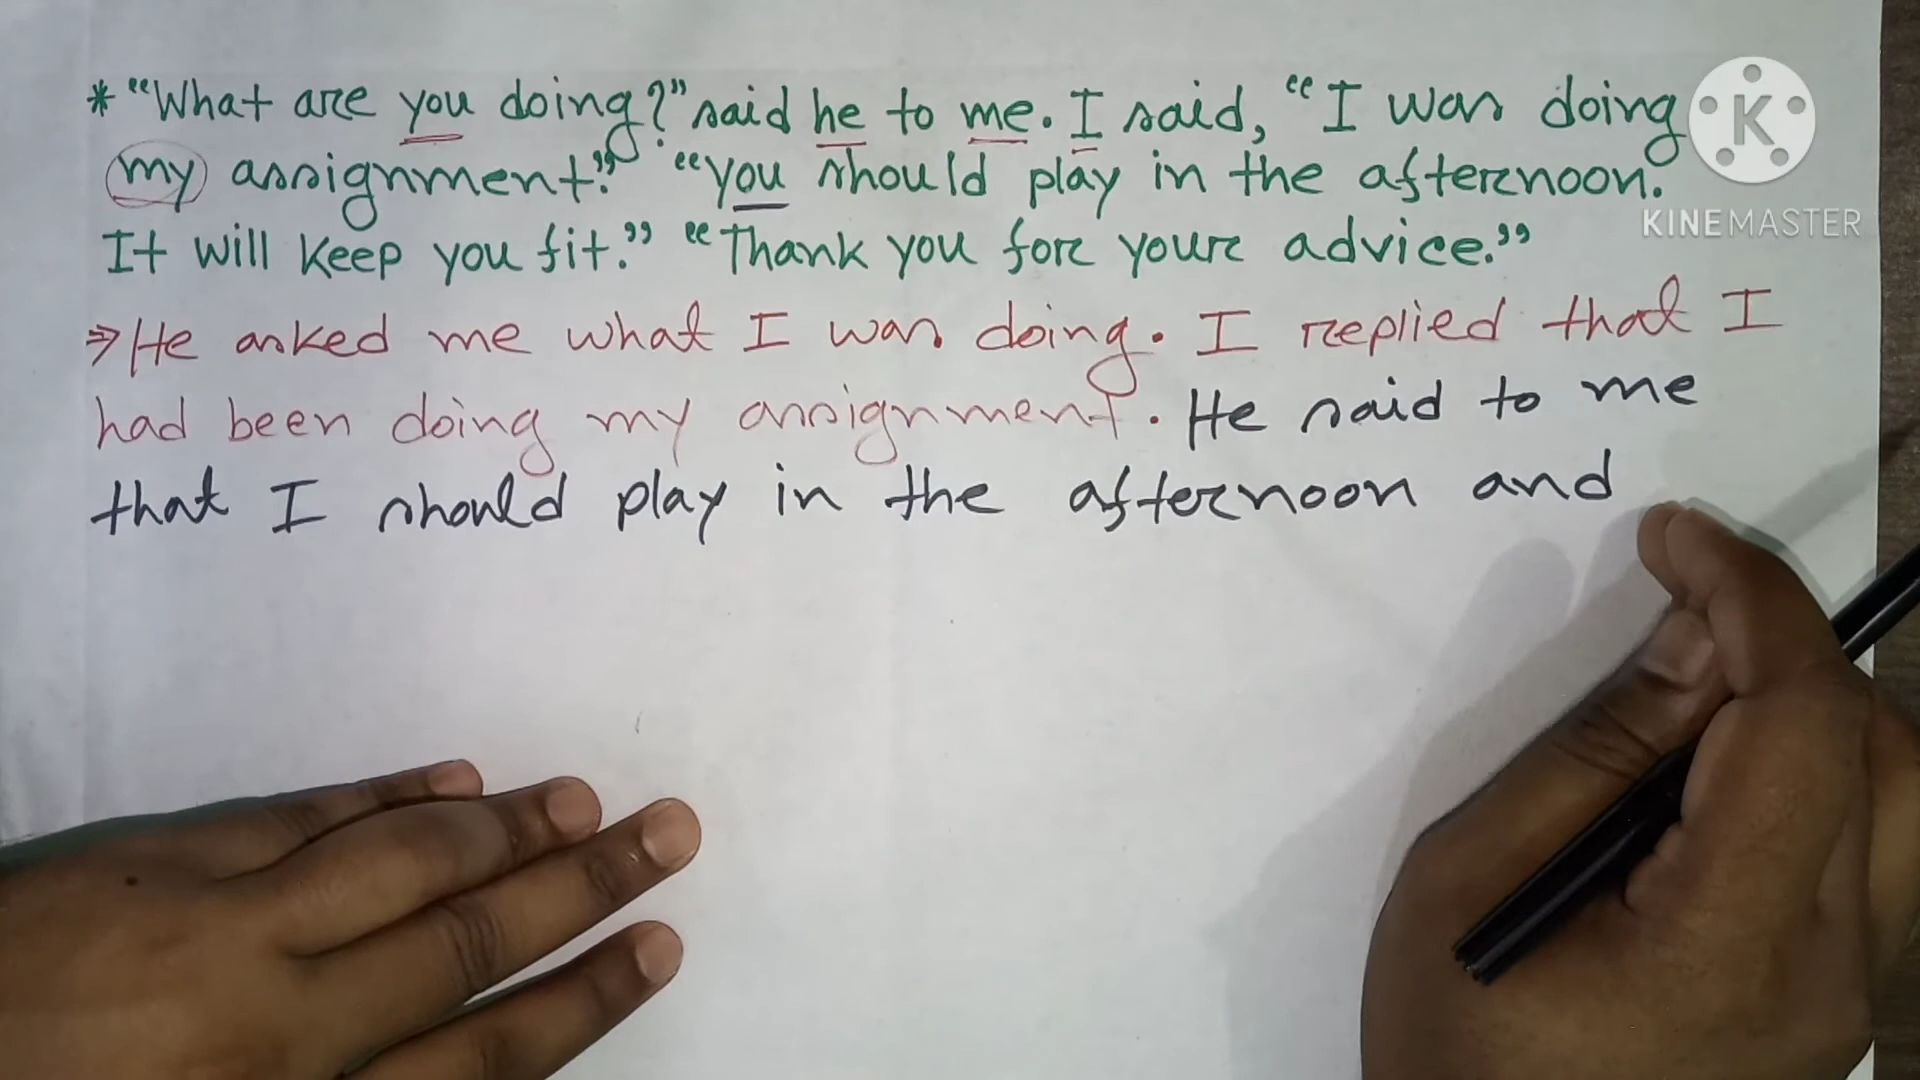 * "What are you doing?" said he to me. I said, "I was doing
my assignment." "you should play in the afternoon.
It will keep you fit." "Thank you for your advice."
⇒ He asked me what I was doing. I replied that I
had been doing my assignment. He said to me
that I should play in the afternoon and
K
KINEMASTER